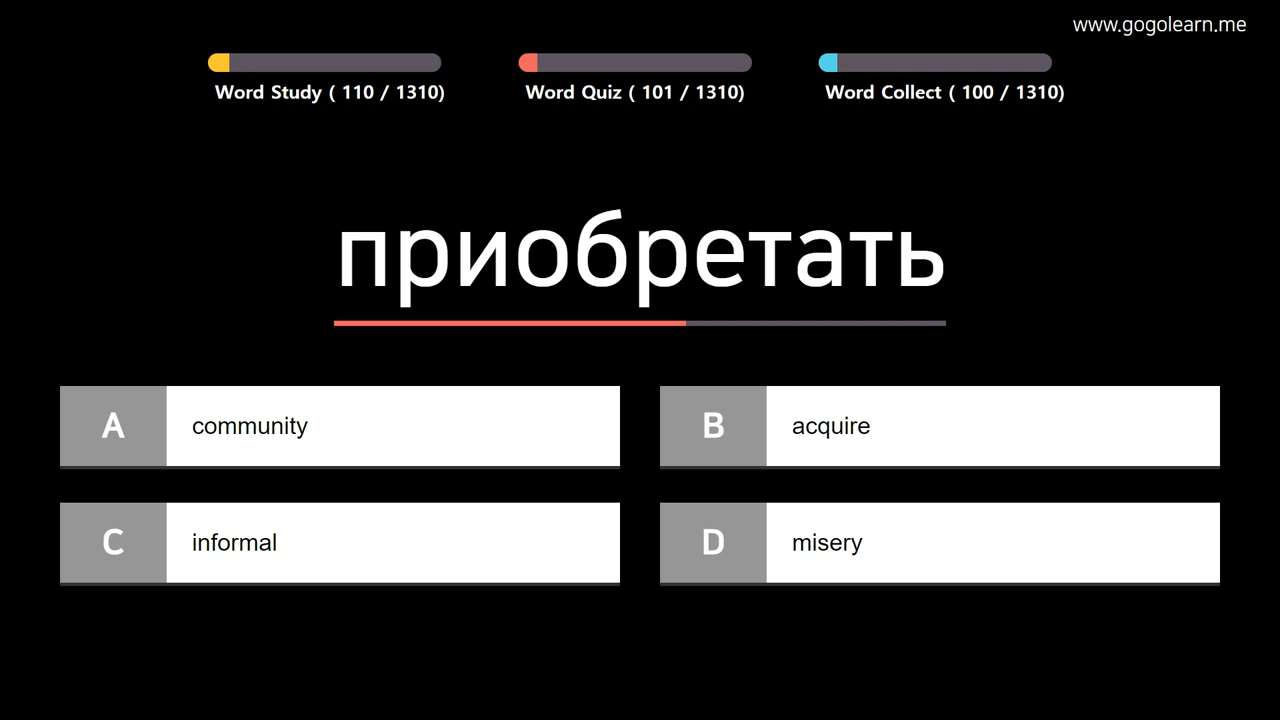 www.gogolearn.me
Word Study ( 110 / 1310)
Word Quiz ( 101 / 1310)
Word Collect ( 100 / 1310)
приобретать
A community
B acquire
C informal
D misery